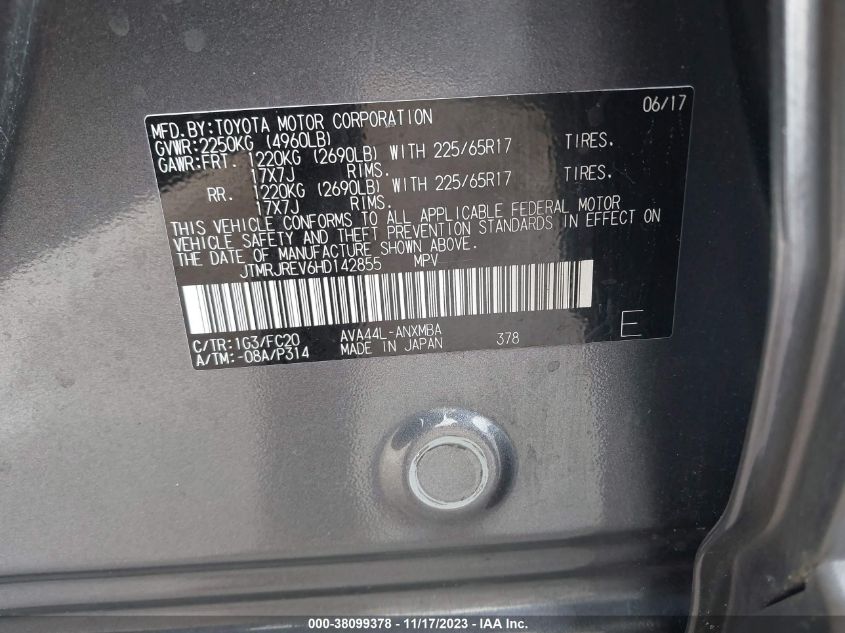 06/17
MFD.BY:TOYOTA MOTOR CORPORATION
GVWR:2250KG (4960LB)
GAWR:FRT. 1220KG (2690LB) WITH 225/65R17 TIRES.
17X7J RIMS.
RR. 1220KG (2690LB) WITH 225/65R17 TIRES.
17X7J RIMS.
THIS VEHICLE CONFORMS TO ALL APPLICABLE FEDERAL MOTOR
VEHICLE SAFETY AND THEFT PREVENTION STANDARDS IN EFFECT ON
THE DATE OF MANUFACTURE SHOWN ABOVE.
JTMRJREV6HD142855 MPV
C/TR:1G3/FC20 AVA44L-ANXMBA 378 E
A/TM:-08A/P314 MADE IN JAPAN
000-38099378 - 11/17/2023 - IAAI.com